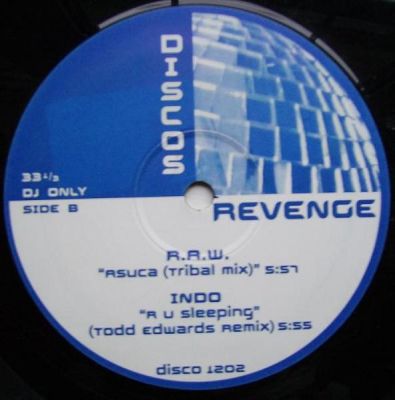 DISCOS
REVENGE
33 1/3
DJ ONLY
SIDE B
R.A.W.
"Asuca (Tribal mix)" 5:57
INDO
"R U Sleeping"
(Todd Edwards Remix) 5:55
disco 1202